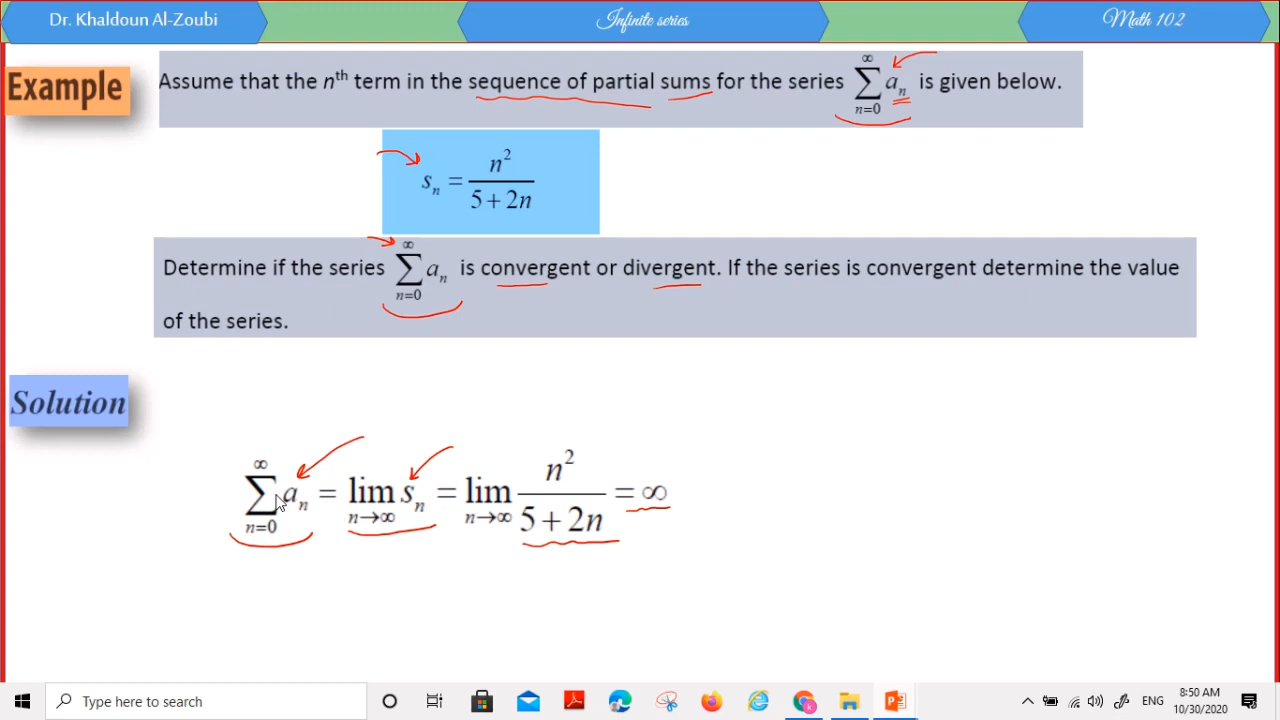 Dr. Khaldoun Al-Zoubi
Infinite series
Math 102
Example
Assume that the nth term in the sequence of partial sums for the series ∑_{n=0}^{∞} a_n is given below.
s_n = n²/(5+2n)
Determine if the series ∑_{n=0}^{∞} a_n is convergent or divergent. If the series is convergent determine the value
of the series.
Solution
∑_{n=0}^{∞} a_n = lim_{n→∞} s_n = lim_{n→∞} n²/(5+2n) = ∞
Type here to search
ENG
8:50 AM
10/30/2020